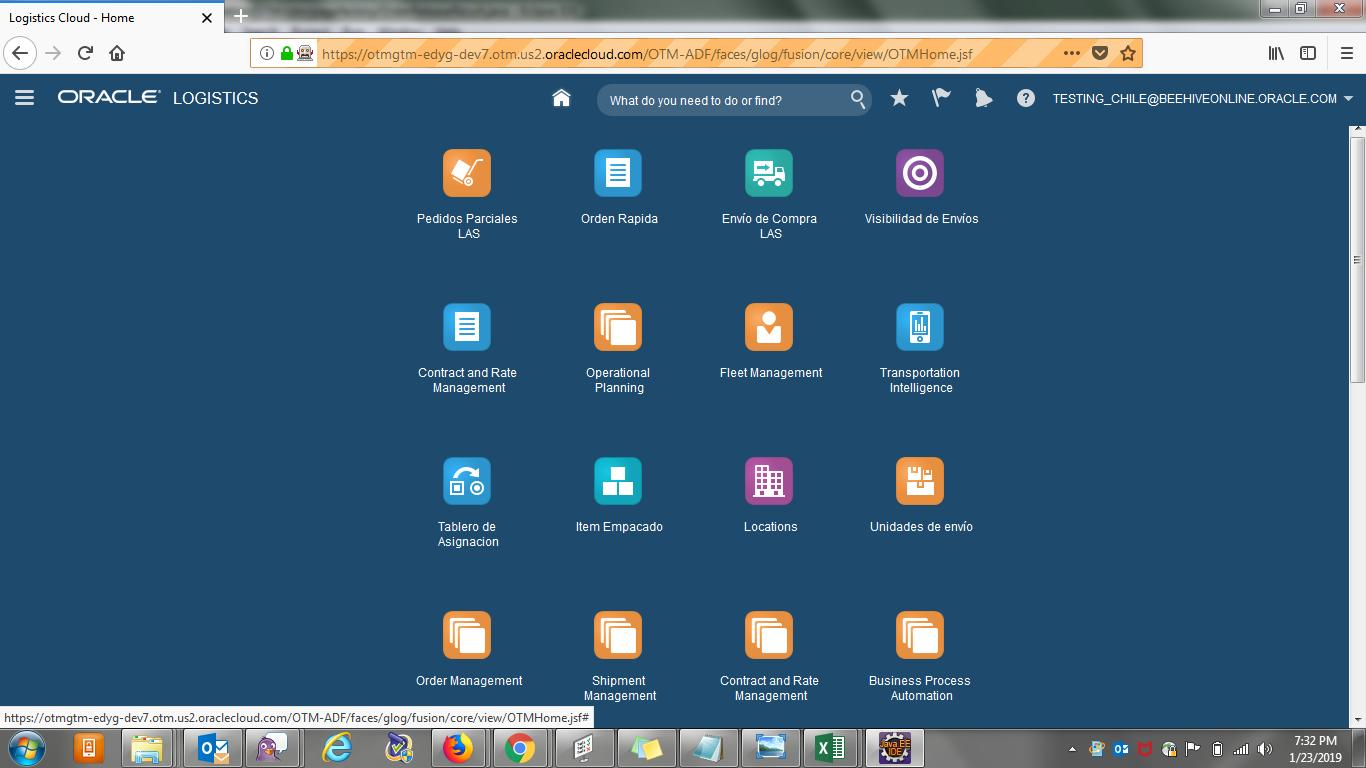 Logistics Cloud - Home
https://otmgtm-edyg-dev7.otm.us2.oraclecloud.com/OTM-ADF/faces/glog/fusion/core/view/OTMHome.jsf
ORACLE LOGISTICS
What do you need to do or find?
TESTING_CHILE@BEEHIVEONLINE.ORACLE.COM
Pedidos Parciales
LAS
Orden Rapida
Envío de Compra
LAS
Visibilidad de Envíos
Contract and Rate
Management
Operational
Planning
Fleet Management
Transportation
Intelligence
Tablero de
Asignacion
Item Empacado
Locations
Unidades de envío
Order Management
Shipment
Management
Contract and Rate
Management
Business Process
Automation
https://otmgtm-edyg-dev7.otm.us2.oraclecloud.com/OTM-ADF/faces/glog/fusion/core/view/OTMHome.jsf#
Java EE
IDE
7:32 PM
1/23/2019